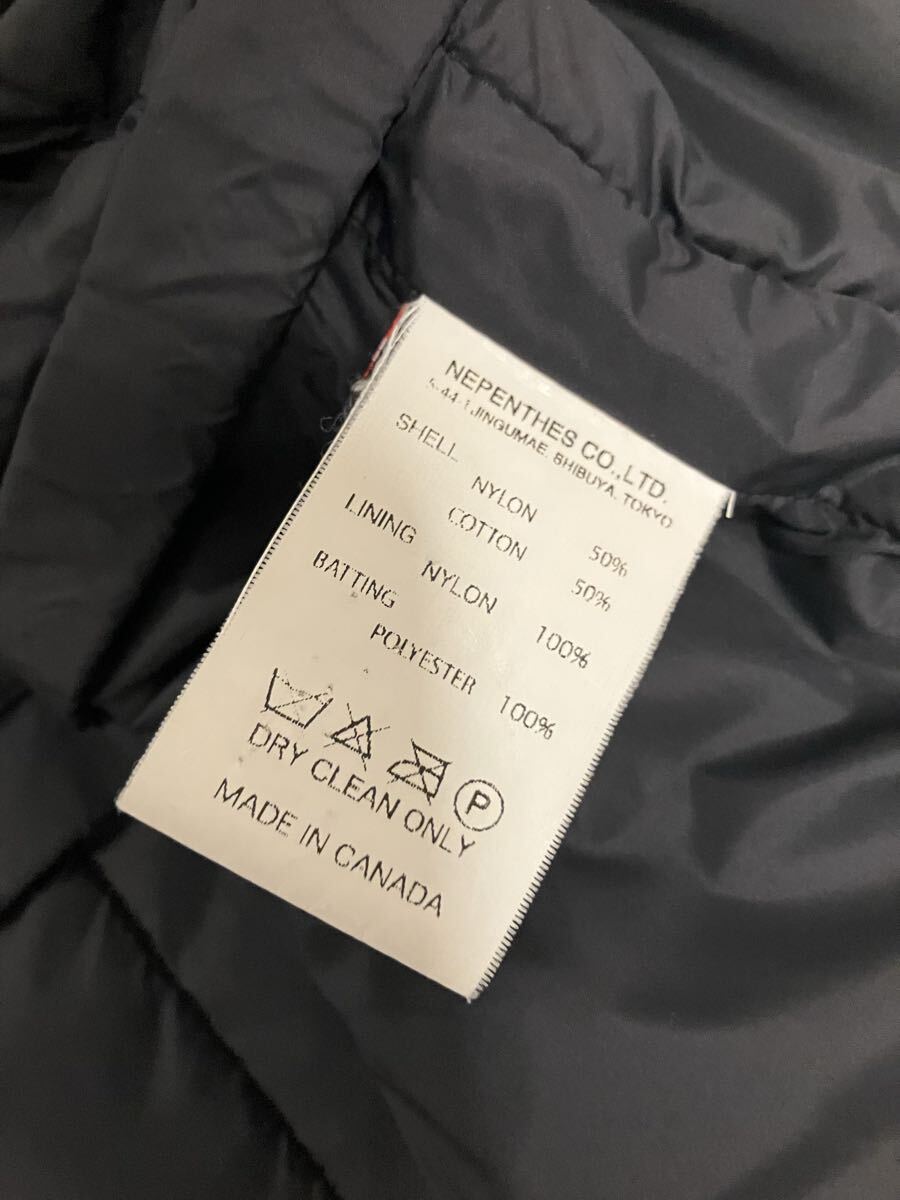 NEPENTHES CO.,LTD.
5-44-1 JINGUMAE, SHIBUYA, TOKYO
SHELL
NYLON 50%
COTTON 50%
LINING
NYLON 100%
BATTING
POLYESTER 100%
P
DRY CLEAN ONLY
MADE IN CANADA